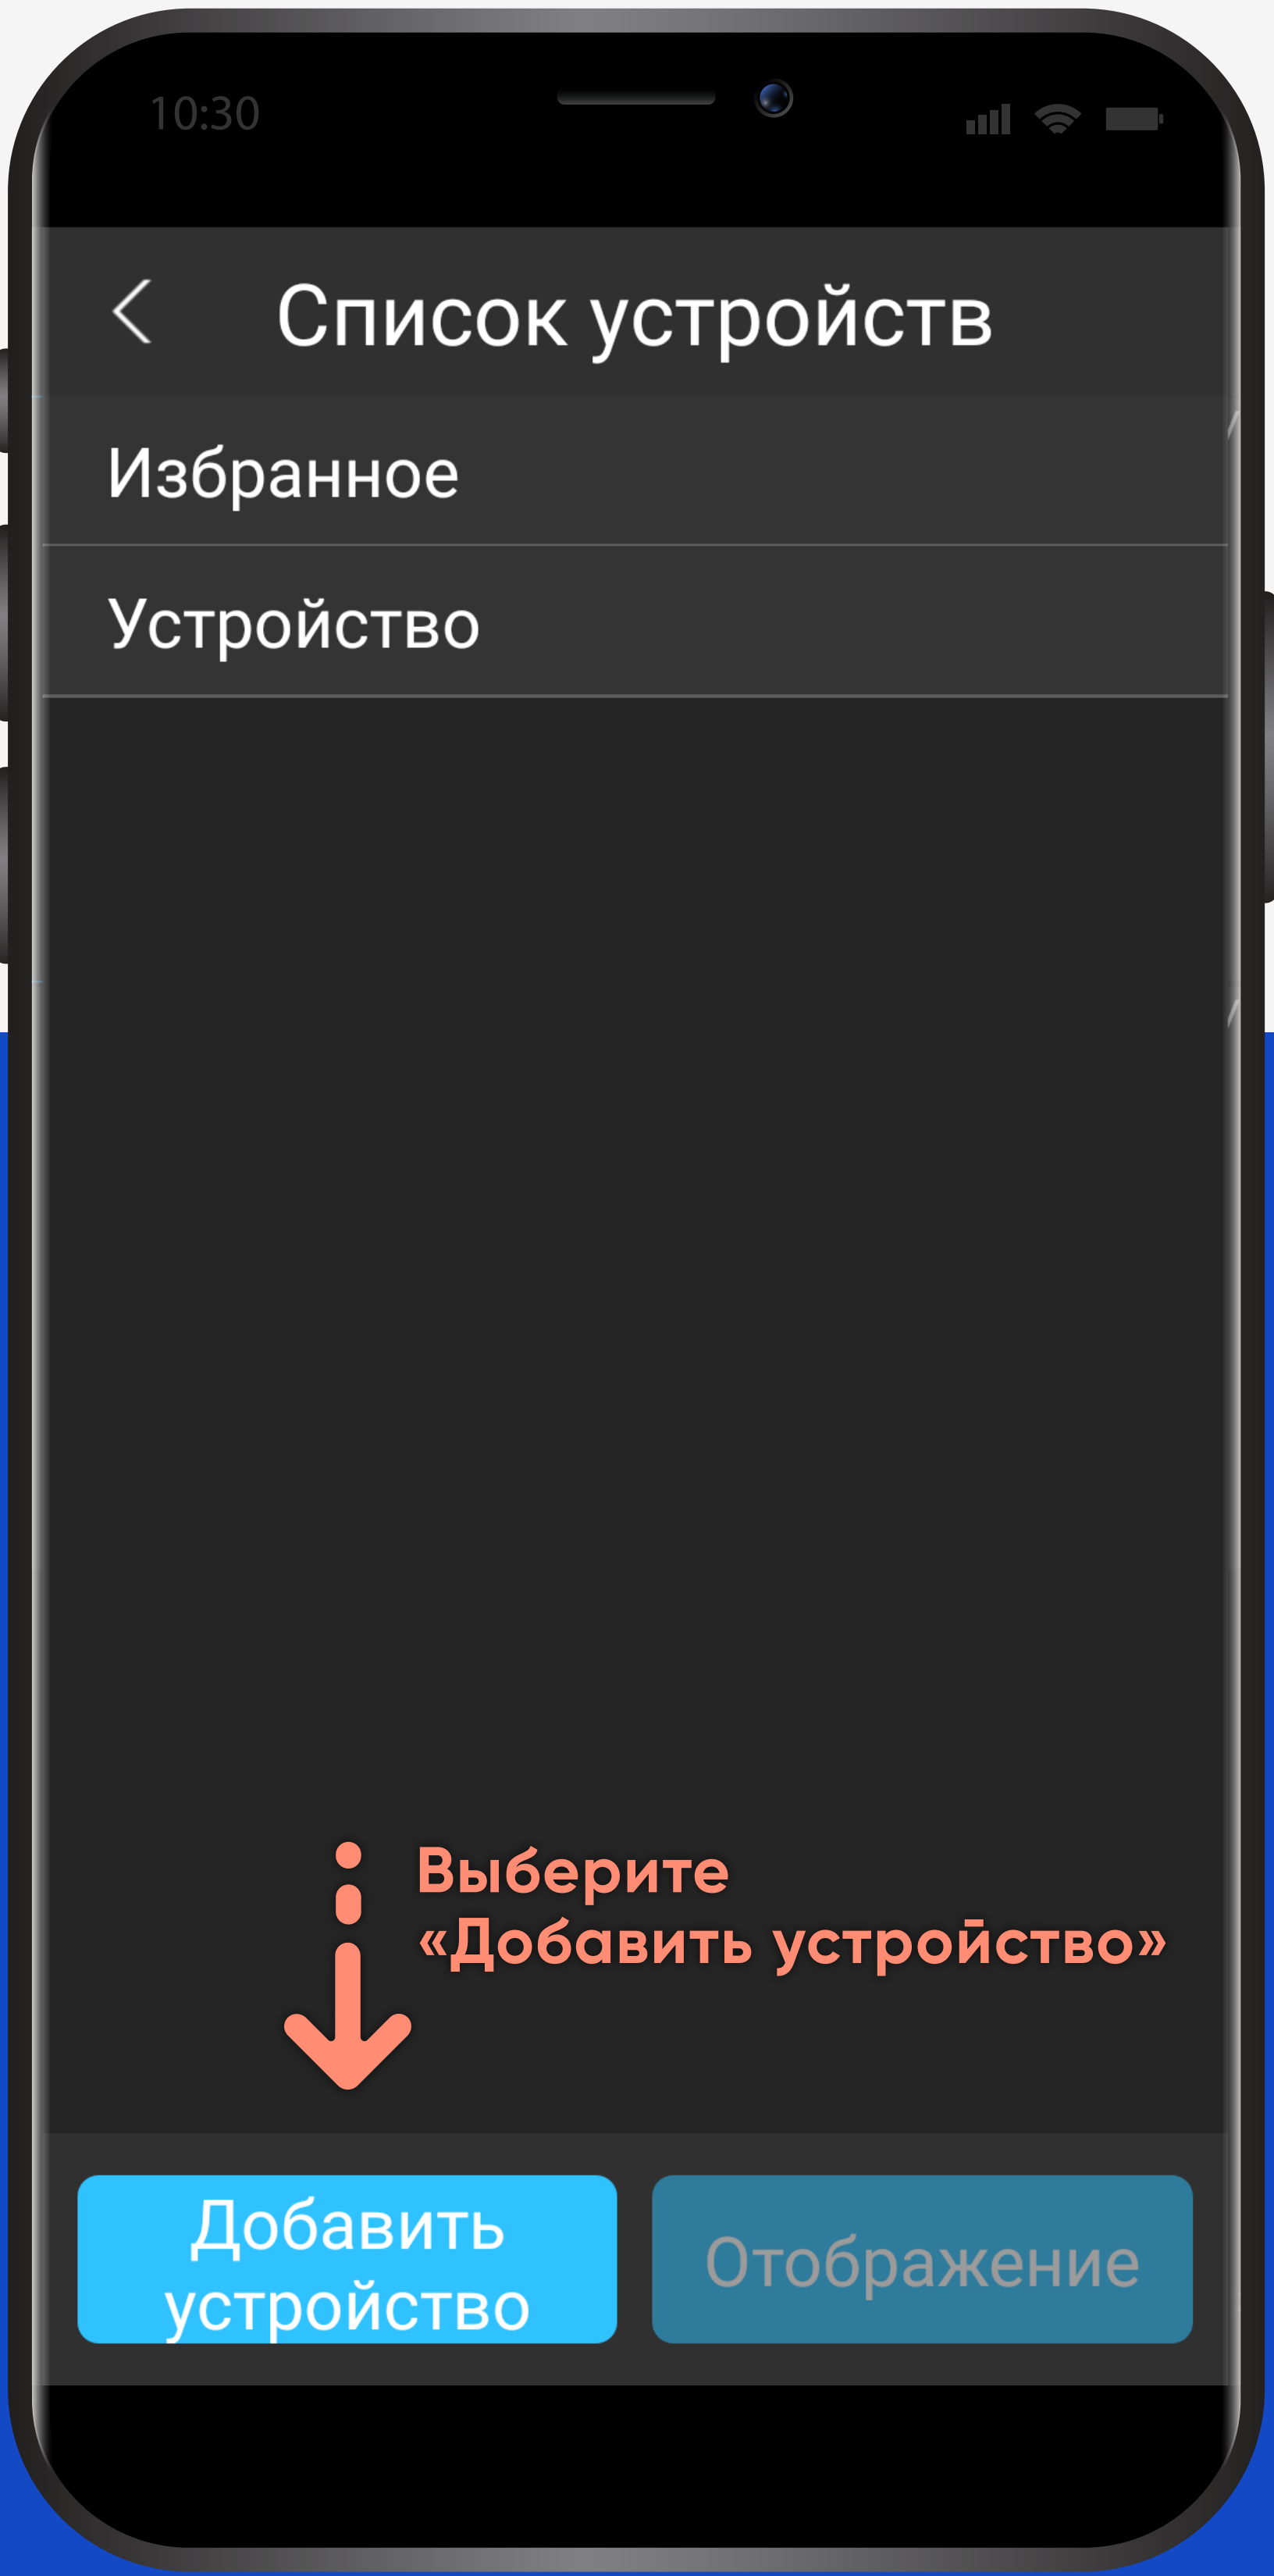 10:30
Список устройств
Избранное
Устройство
Выберите
«Добавить устройство»
Добавить
устройство
Отображение